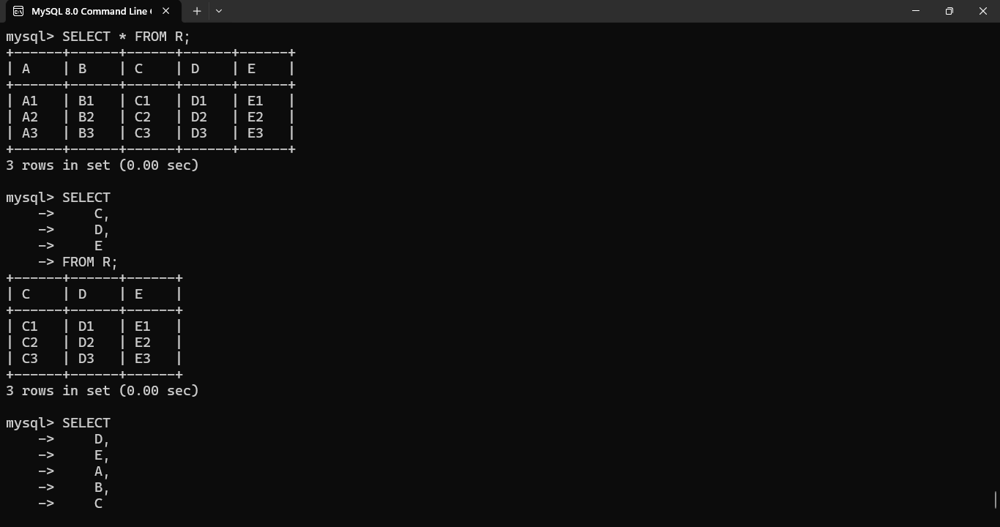 MySQL 8.0 Command Line
mysql> SELECT * FROM R;
+------+------+------+------+------+
| A    | B    | C    | D    | E    |
+------+------+------+------+------+
| A1   | B1   | C1   | D1   | E1   |
| A2   | B2   | C2   | D2   | E2   |
| A3   | B3   | C3   | D3   | E3   |
+------+------+------+------+------+
3 rows in set (0.00 sec)

mysql> SELECT
    ->     C,
    ->     D,
    ->     E
    -> FROM R;
+------+------+------+
| C    | D    | E    |
+------+------+------+
| C1   | D1   | E1   |
| C2   | D2   | E2   |
| C3   | D3   | E3   |
+------+------+------+
3 rows in set (0.00 sec)

mysql> SELECT
    ->     D,
    ->     E,
    ->     A,
    ->     B,
    ->     C